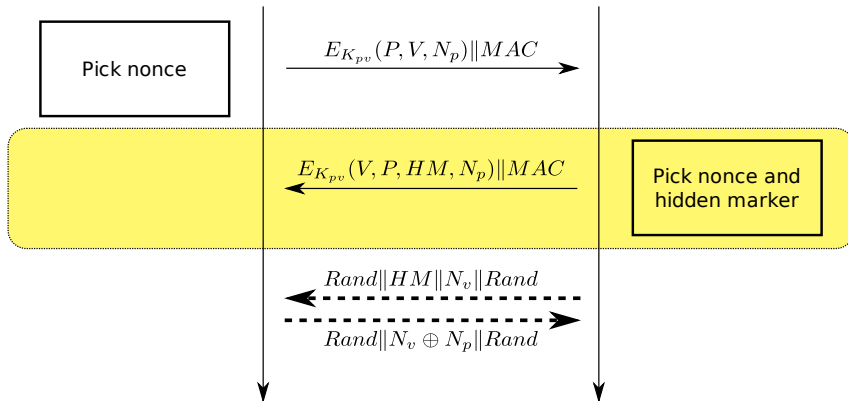 Pick nonce
E_{K_{pv}}(P, V, N_p)∥MAC
E_{K_{pv}}(V, P, HM, N_p)∥MAC
Pick nonce and
hidden marker
Rand∥HM∥N_v∥Rand
Rand∥N_v ⊕ N_p∥Rand